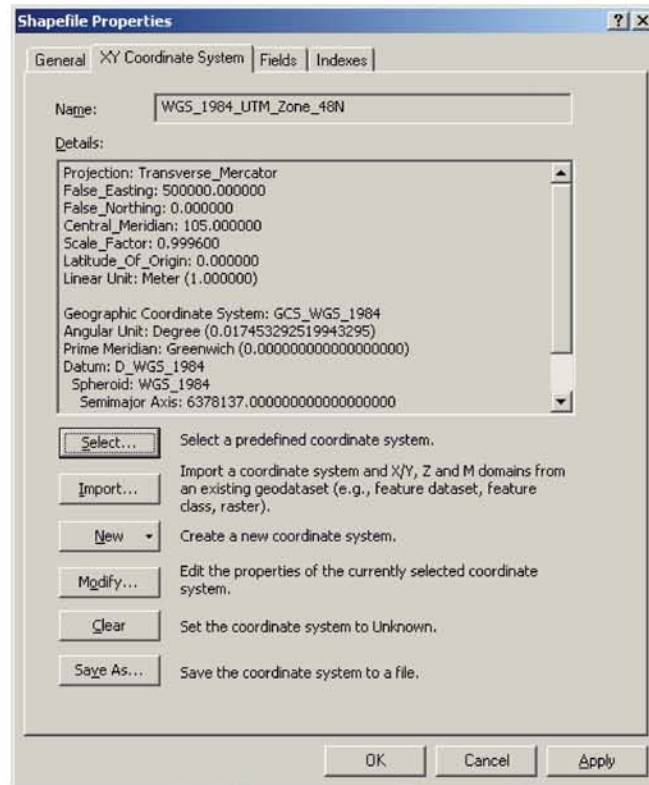 Shapefile Properties
General XY Coordinate System Fields Indexes
Name: WGS_1984_UTM_Zone_48N
Details:
Projection: Transverse_Mercator
False_Easting: 500000.000000
False_Northing: 0.000000
Central_Meridian: 105.000000
Scale_Factor: 0.999600
Latitude_Of_Origin: 0.000000
Linear Unit: Meter (1.000000)
Geographic Coordinate System: GCS_WGS_1984
Angular Unit: Degree (0.017453292519943295)
Prime Meridian: Greenwich (0.000000000000000000)
Datum: D_WGS_1984
Spheroid: WGS_1984
Semimajor Axis: 6378137.000000000000000000
Select... Select a predefined coordinate system.
Import... Import a coordinate system and X/Y, Z and M domains from
an existing geodataset (e.g., feature dataset, feature
class, raster).
New Create a new coordinate system.
Modify... Edit the properties of the currently selected coordinate
system.
Clear Set the coordinate system to Unknown.
Save As... Save the coordinate system to a file.
OK Cancel Apply